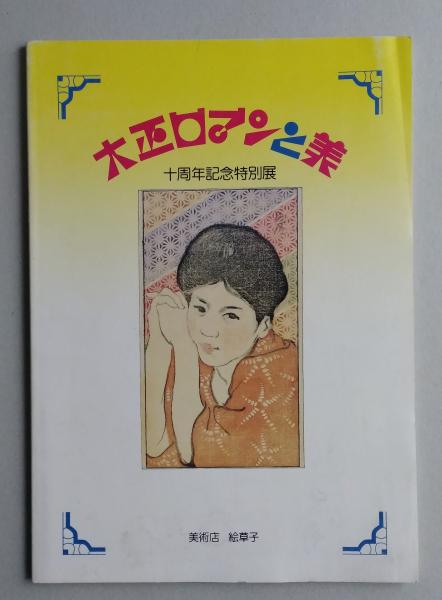 大正ロマンと美
十周年記念特別展
美術店 絵草子